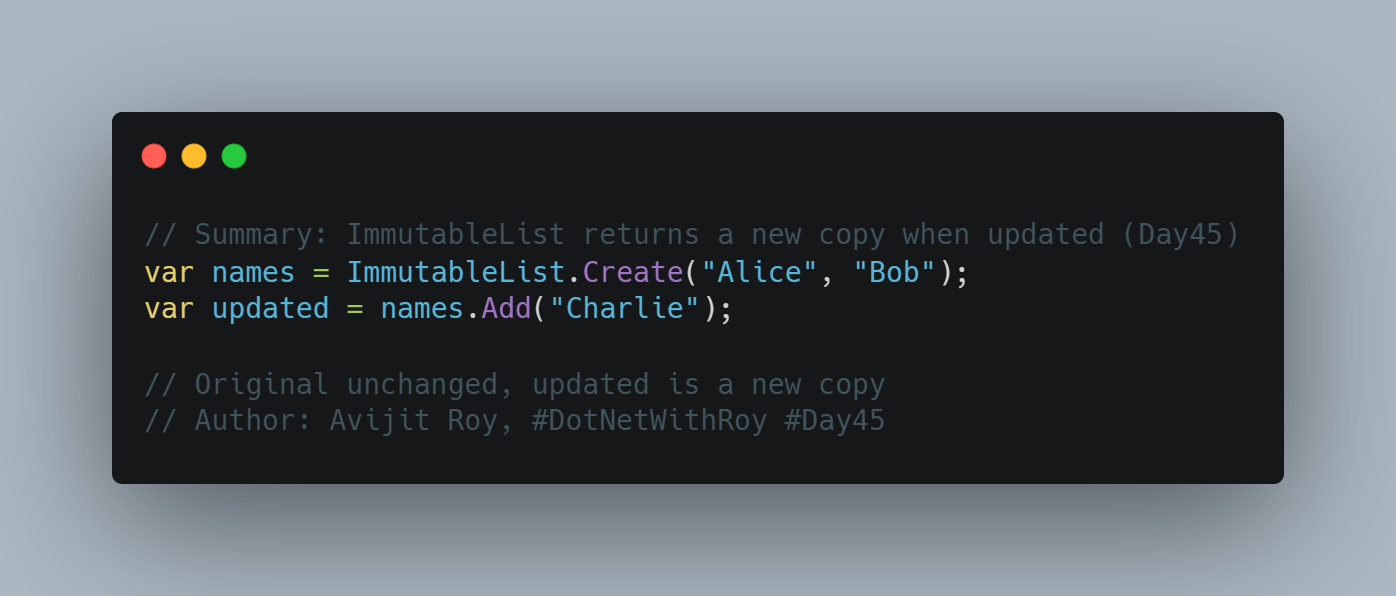 // Summary: ImmutableList returns a new copy when updated (Day45)
var names = ImmutableList.Create("Alice", "Bob");
var updated = names.Add("Charlie");
// Original unchanged, updated is a new copy
// Author: Avijit Roy, #DotNetWithRoy #Day45